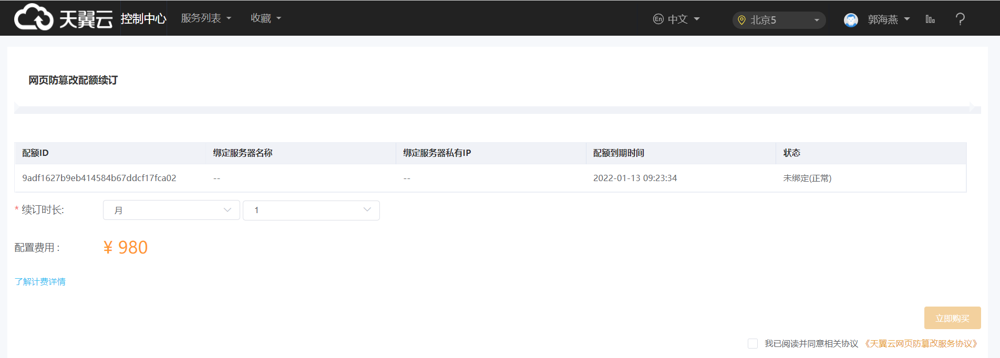 天翼云 控制中心 服务列表 收藏 En 中文 北京5 郭海燕 ?
网页防篡改配额续订
配额ID 绑定服务器名称 绑定服务器私有IP 配额到期时间 状态
9adf1627b9eb414584b67ddcf17fca02 -- -- 2022-01-13 09:23:34 未绑定(正常)
* 续订时长: 月 1
配置费用 : ¥ 980
了解计费详情
立即购买
我已阅读并同意相关协议 《天翼云网页防篡改服务协议》